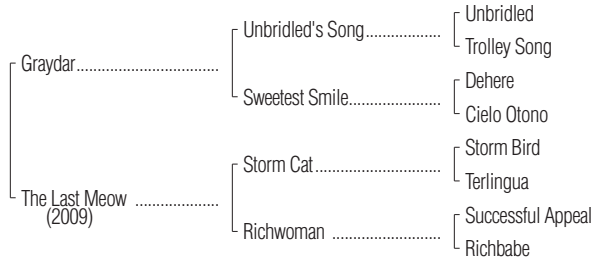 Unbridled
Unbridled's Song
Trolley Song
Graydar
Dehere
Sweetest Smile
Cielo Otono
Storm Bird
Storm Cat
Terlingua
The Last Meow
(2009)
Successful Appeal
Richwoman
Richbabe